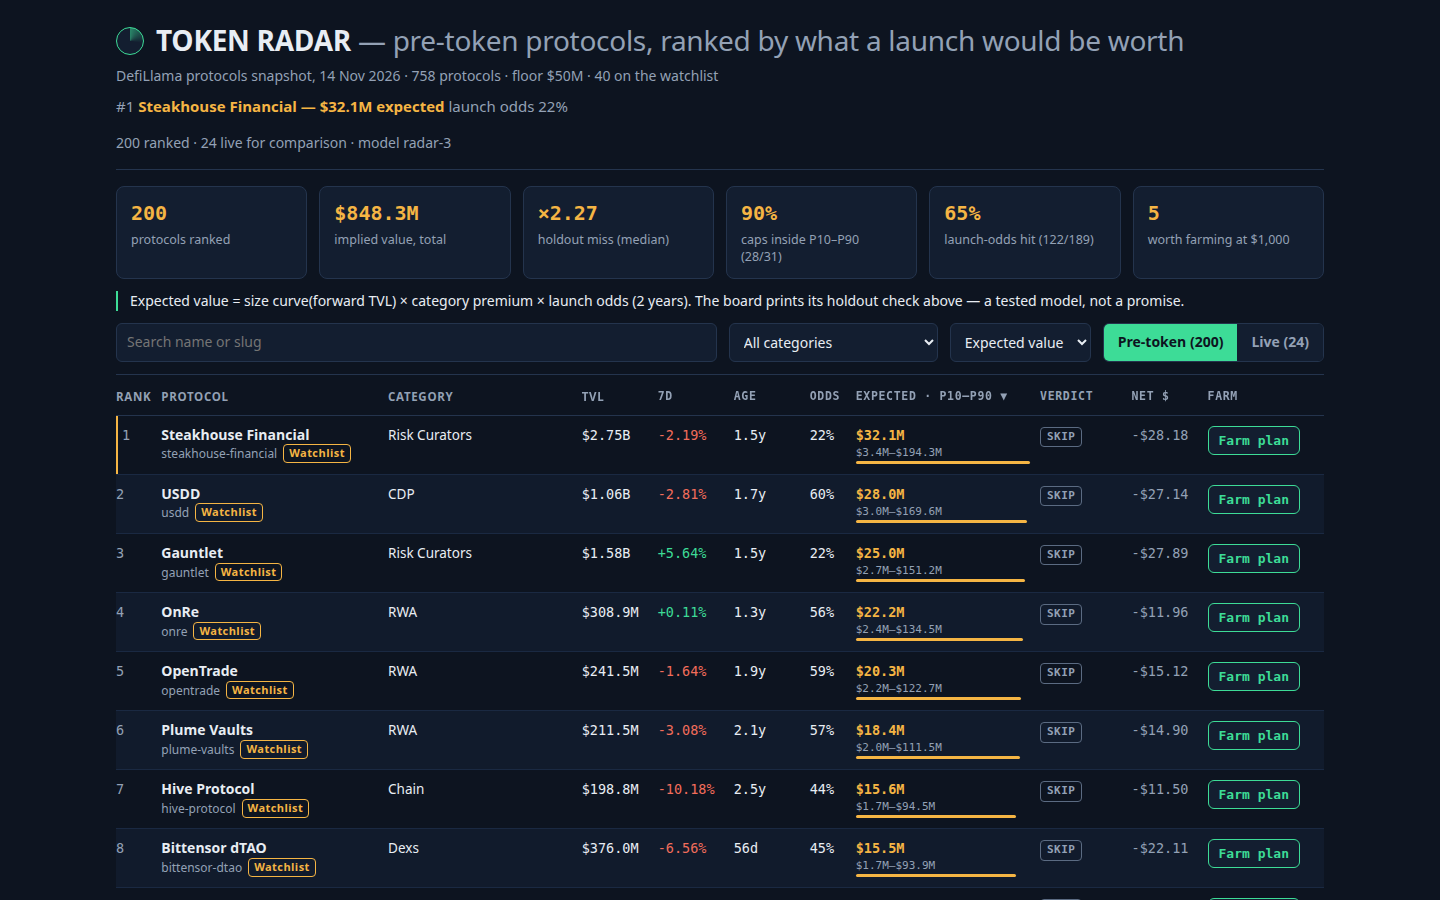 TOKEN RADAR — pre-token protocols, ranked by what a launch would be worth
DefiLlama protocols snapshot, 14 Nov 2026 · 758 protocols · floor $50M · 40 on the watchlist
#1 Steakhouse Financial — $32.1M expected launch odds 22%
200 ranked · 24 live for comparison · model radar-3
200 $848.3M ×2.27 90% 65% 5
protocols ranked implied value, total holdout miss (median) caps inside P10–P90 launch-odds hit (122/189) worth farming at $1,000
(28/31)
Expected value = size curve(forward TVL) × category premium × launch odds (2 years). The board prints its holdout check above — a tested model, not a promise.
Search name or slug All categories Expected value Pre-token (200) Live (24)
RANK PROTOCOL CATEGORY TVL 7D AGE ODDS EXPECTED · P10–P90 ▼ VERDICT NET $ FARM
1 Steakhouse Financial Risk Curators $2.75B -2.19% 1.5y 22% $32.1M SKIP -$28.18 Farm plan
steakhouse-financial Watchlist $3.4M–$194.3M
2 USDD CDP $1.06B -2.81% 1.7y 60% $28.0M SKIP -$27.14 Farm plan
usdd Watchlist $3.0M–$169.6M
3 Gauntlet Risk Curators $1.58B +5.64% 1.5y 22% $25.0M SKIP -$27.89 Farm plan
gauntlet Watchlist $2.7M–$151.2M
4 OnRe RWA $308.9M +0.11% 1.3y 56% $22.2M SKIP -$11.96 Farm plan
onre Watchlist $2.4M–$134.5M
5 OpenTrade RWA $241.5M -1.64% 1.9y 59% $20.3M SKIP -$15.12 Farm plan
opentrade Watchlist $2.2M–$122.7M
6 Plume Vaults RWA $211.5M -3.08% 2.1y 57% $18.4M SKIP -$14.90 Farm plan
plume-vaults Watchlist $2.0M–$111.5M
7 Hive Protocol Chain $198.8M -10.18% 2.5y 44% $15.6M SKIP -$11.50 Farm plan
hive-protocol Watchlist $1.7M–$94.5M
8 Bittensor dTAO Dexs $376.0M -6.56% 56d 45% $15.5M SKIP -$22.11 Farm plan
bittensor-dtao Watchlist $1.7M–$93.9M